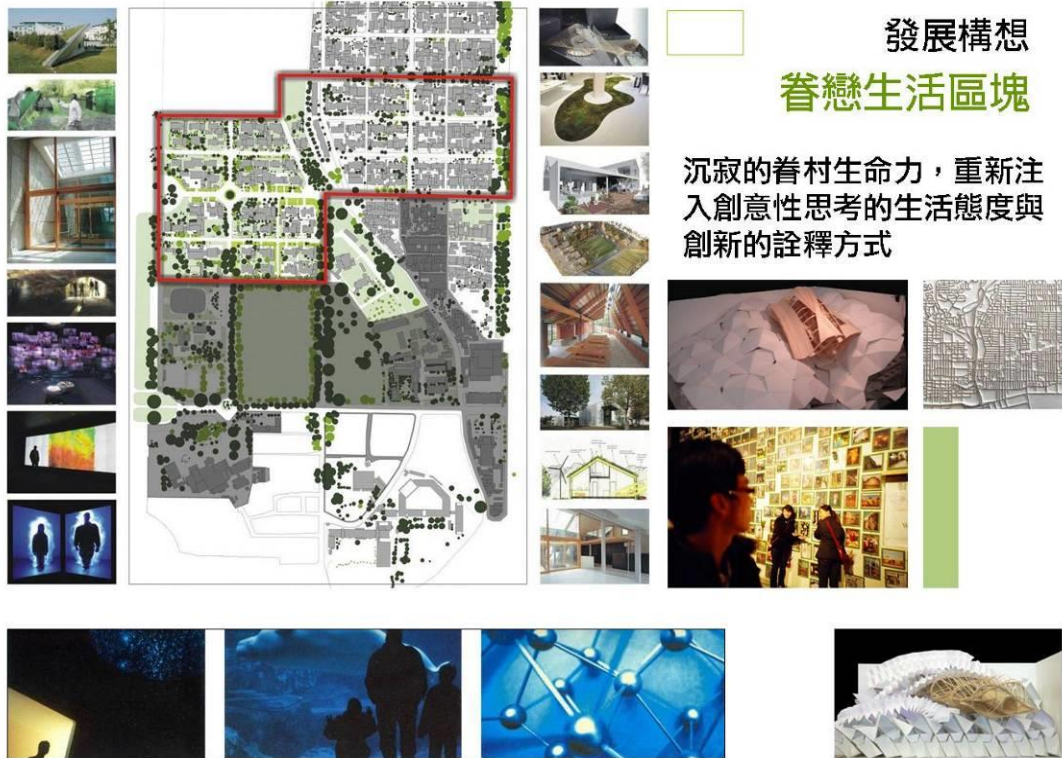 發展構想
眷戀生活區塊
沉寂的眷村生命力，重新注
入創意性思考的生活態度與
創新的詮釋方式